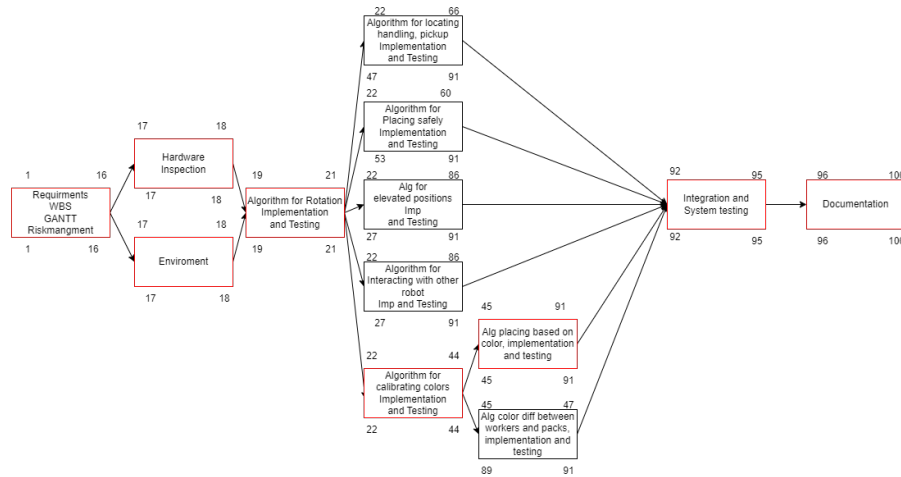 22 66
Algorithm for locating
handling, pickup
Implementation
and Testing
47 91
22 60
Algorithm for
Placing safely
Implementation
and Testing
53 91
17 18
Hardware
Inspection
17 18
1 16
Requirments
WBS
GANTT
Riskmangment
1 16
17 18
Enviroment
17 18
19 21
Algorithm for Rotation
Implementation
and Testing
19 21
22 86
Alg for
elevated positions
Imp
and Testing
27 91
22 86
Algorithm for
Interacting with other
robot
Imp and Testing
27 91
22 44
Algorithm for
calibrating colors
Implementation
and Testing
22 44
45 91
Alg placing based on
color, implementation
and testing
45 91
45 47
Alg color diff between
workers and packs,
implementation and
testing
89 91
92 95
Integration and
System testing
92 95
96 100
Documentation
96 100